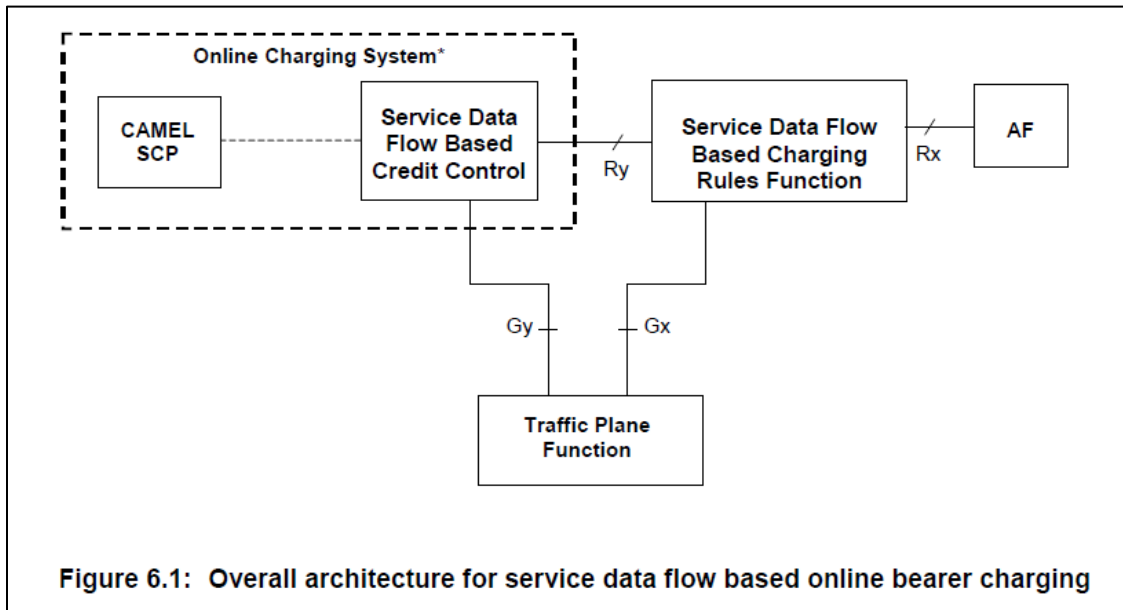 Online Charging System*
CAMEL
SCP
Service Data
Flow Based
Credit Control
Ry
Service Data Flow
Based Charging
Rules Function
Rx
AF
Gy
Gx
Traffic Plane
Function
Figure 6.1: Overall architecture for service data flow based online bearer charging